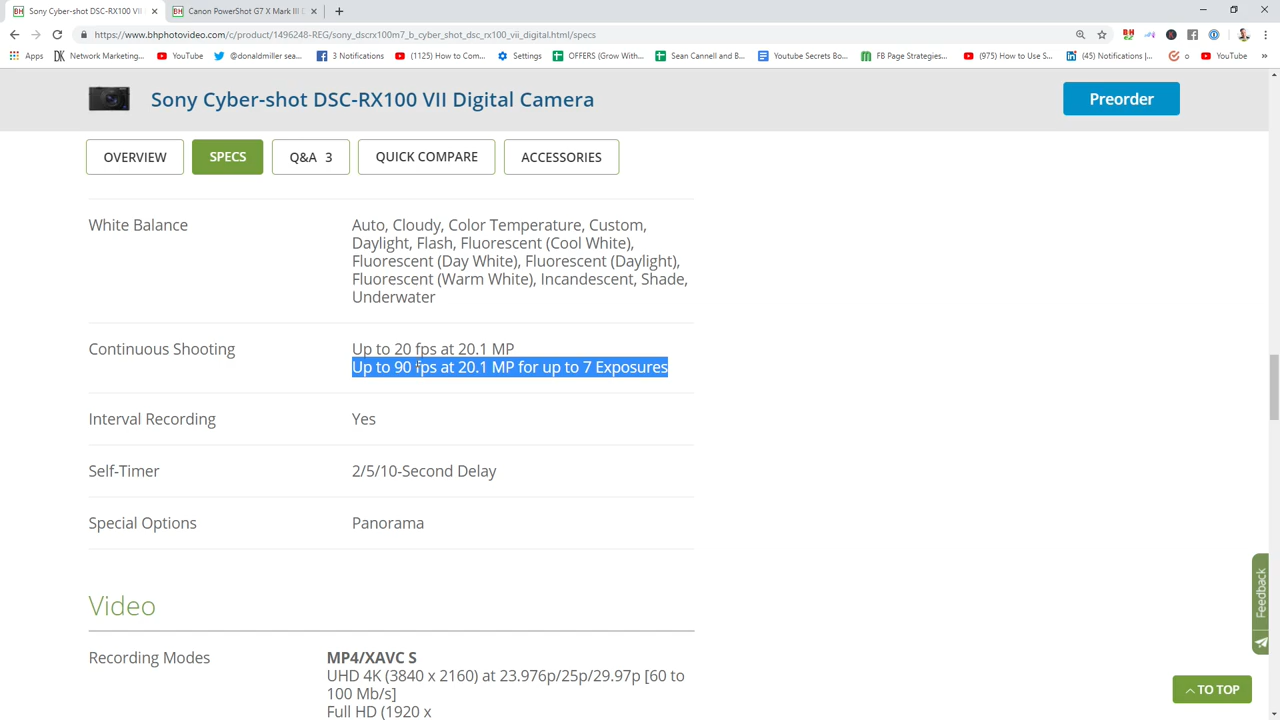 Sony Cyber-shot DSC-RX100 VII D
Canon PowerShot G7 X Mark III D
https://www.bhphotovideo.com/c/product/1496248-REG/sony_dscrx100m7_b_cyber_shot_dsc_rx100_vii_digital.html/specs
Apps
Network Marketing...
YouTube
@donaldmiller sea...
3 Notifications
(1125) How to Com...
Settings
OFFERS (Grow With...
Sean Cannell and B...
Youtube Secrets Bo...
FB Page Strategies...
(975) How to Use S...
(45) Notifications |...
o
YouTube
»
Sony Cyber-shot DSC-RX100 VII Digital Camera
Preorder
OVERVIEW
SPECS
Q&A 3
QUICK COMPARE
ACCESSORIES
White Balance
Auto, Cloudy, Color Temperature, Custom,
Daylight, Flash, Fluorescent (Cool White),
Fluorescent (Day White), Fluorescent (Daylight),
Fluorescent (Warm White), Incandescent, Shade,
Underwater
Continuous Shooting
Up to 20 fps at 20.1 MP
Up to 90 fps at 20.1 MP for up to 7 Exposures
Interval Recording
Yes
Self-Timer
2/5/10-Second Delay
Special Options
Panorama
Video
Recording Modes
MP4/XAVC S
UHD 4K (3840 x 2160) at 23.976p/25p/29.97p [60 to
100 Mb/s]
Full HD (1920 x
Feedback
TO TOP